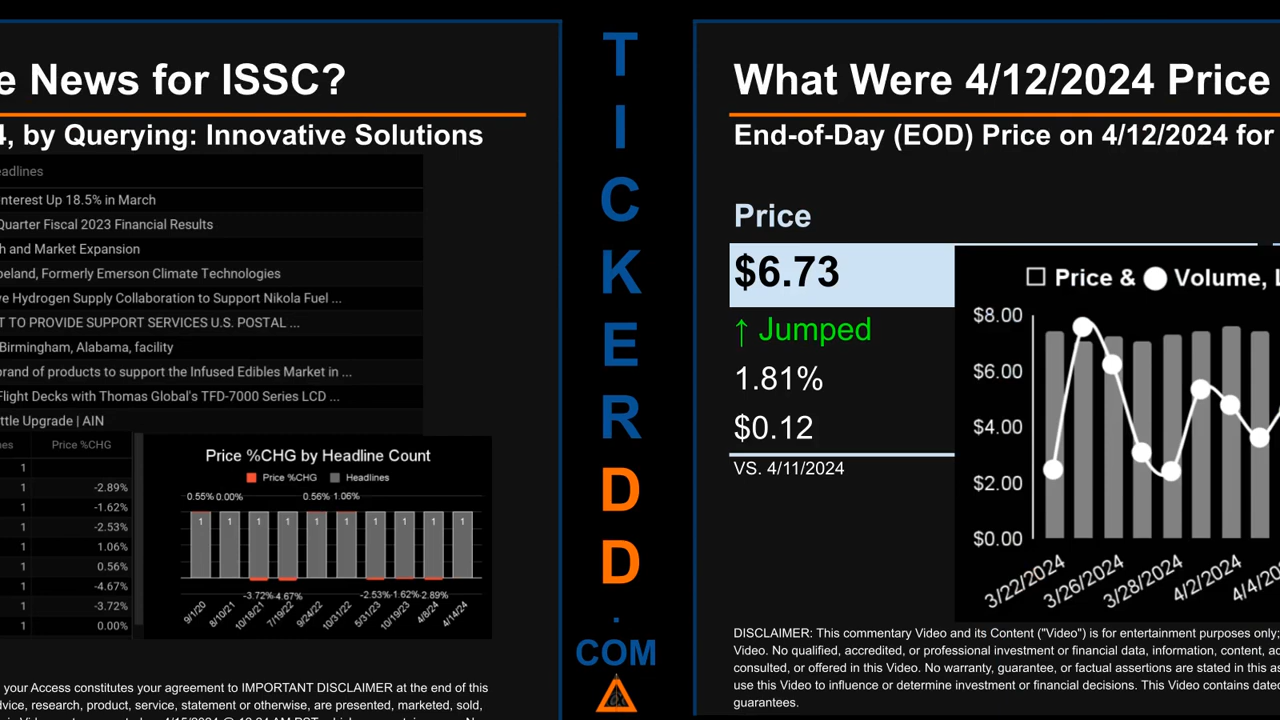 e News for ISSC?
4, by Querying: Innovative Solutions
eadlines
nterest Up 18.5% in March
Quarter Fiscal 2023 Financial Results
h and Market Expansion
peland, Formerly Emerson Climate Technologies
ve Hydrogen Supply Collaboration to Support Nikola Fuel ...
T TO PROVIDE SUPPORT SERVICES U.S. POSTAL ...
Birmingham, Alabama, facility
brand of products to support the Infused Edibles Market in ...
Flight Decks with Thomas Global's TFD-7000 Series LCD ...
ttle Upgrade | AIN
nes Price %CHG
1
1 -2.89%
1 -1.62%
1 -2.53%
1 1.06%
1 0.56%
1 -4.67%
1 -3.72%
1 0.00%
Price %CHG by Headline Count
Price %CHG Headlines
0.55% 0.00% 0.56% 1.06%
1 1 1 1 1 1 1 1 1 1
-3.72% -4.67% -2.53% -1.62% -2.89%
9/1/20 8/10/21 10/18/21 7/19/22 9/24/22 10/31/22 5/31/23 10/19/23 4/8/24 4/14/24
your Access constitutes your agreement to IMPORTANT DISCLAIMER at the end of this
dvice, research, product, service, statement or otherwise, are presented, marketed, sold,
T
I
C
K
E
R
D
D
.
COM
What Were 4/12/2024 Price
End-of-Day (EOD) Price on 4/12/2024 for
Price
$6.73
↑ Jumped
1.81%
$0.12
VS. 4/11/2024
Price & Volume, L
$8.00
$6.00
$4.00
$2.00
$0.00
3/22/2024 3/26/2024 3/28/2024 4/2/2024 4/4/20
DISCLAIMER: This commentary Video and its Content ("Video") is for entertainment purposes only;
Video. No qualified, accredited, or professional investment or financial data, information, content, ad
consulted, or offered in this Video. No warranty, guarantee, or factual assertions are stated in this as
use this Video to influence or determine investment or financial decisions. This Video contains dated
guarantees.